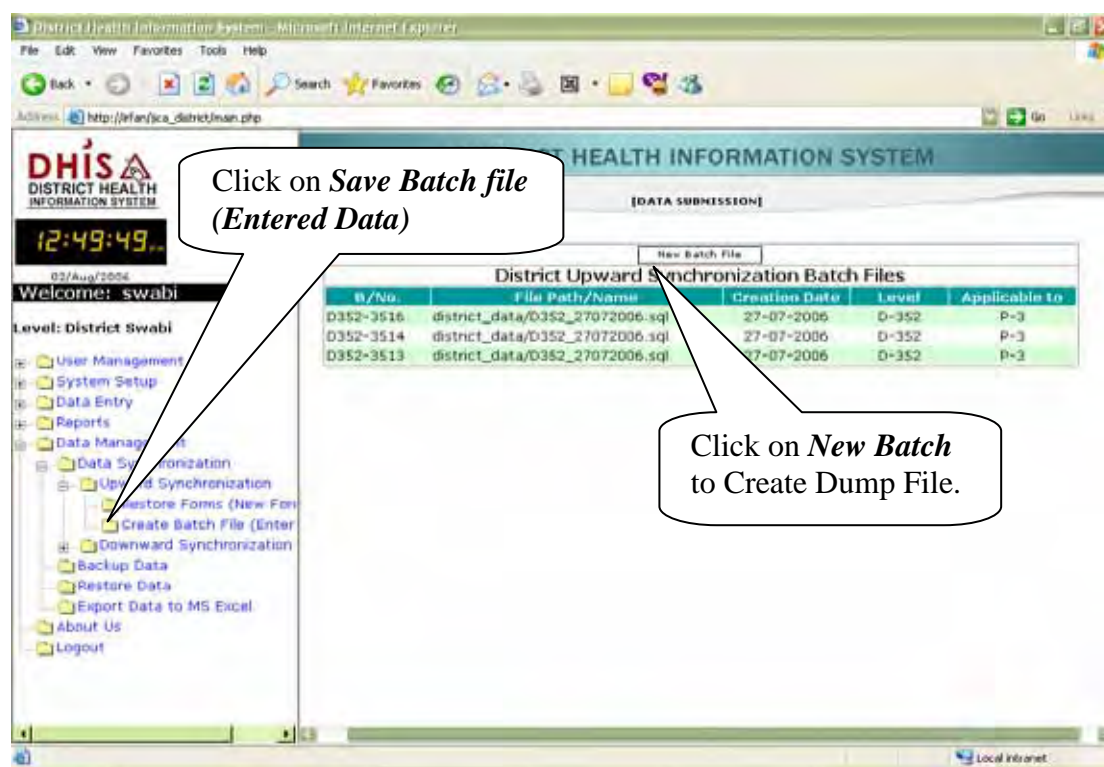 District Health Information System - Microsoft Internet Explorer
File Edit View Favorites Tools Help
Back Search Favorites
Address http://irfan/jica_district/main.php Go Links
DHIS
DISTRICT HEALTH
INFORMATION SYSTEM
12:49:49
02/Aug/2006
Welcome: swabi
Level: District Swabi
User Management
System Setup
Data Entry
Reports
Data Management
Data Synchronization
Upward Synchronization
Restore Forms (New For
Create Batch File (Enter
Downward Synchronization
Backup Data
Restore Data
Export Data to MS Excel
About Us
Logout
HEALTH INFORMATION SYSTEM
[DATA SUBMISSION]
New Batch File
District Upward Synchronization Batch Files
B/No. File Path/Name Creation Date Level Applicable to
D352-3516 district_data/D352_27072006.sql 27-07-2006 D-352 P-3
D352-3514 district_data/D352_27072006.sql 27-07-2006 D-352 P-3
D352-3513 district_data/D352_27072006.sql 27-07-2006 D-352 P-3
Click on Save Batch file
(Entered Data)
Click on New Batch
to Create Dump File.
Local intranet